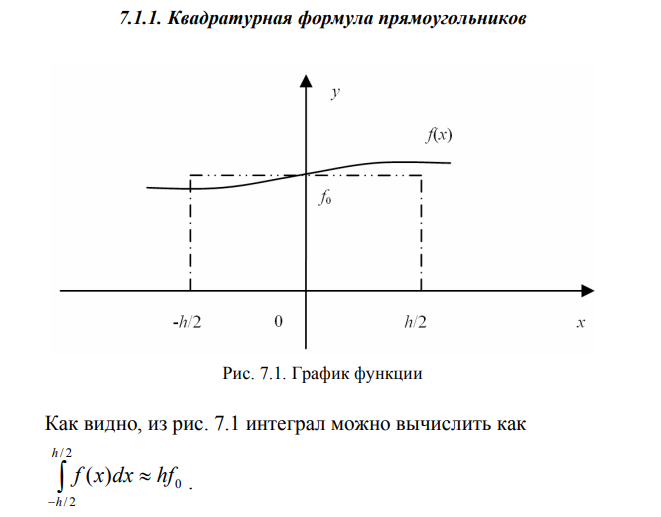 7.1.1. Квадратурная формула прямоугольников
y
f(x)
f₀
-h/2 0 h/2 x
Рис. 7.1. График функции
Как видно, из рис. 7.1 интеграл можно вычислить как
∫_{−h/2}^{h/2} f(x)dx ≈ hf₀ .